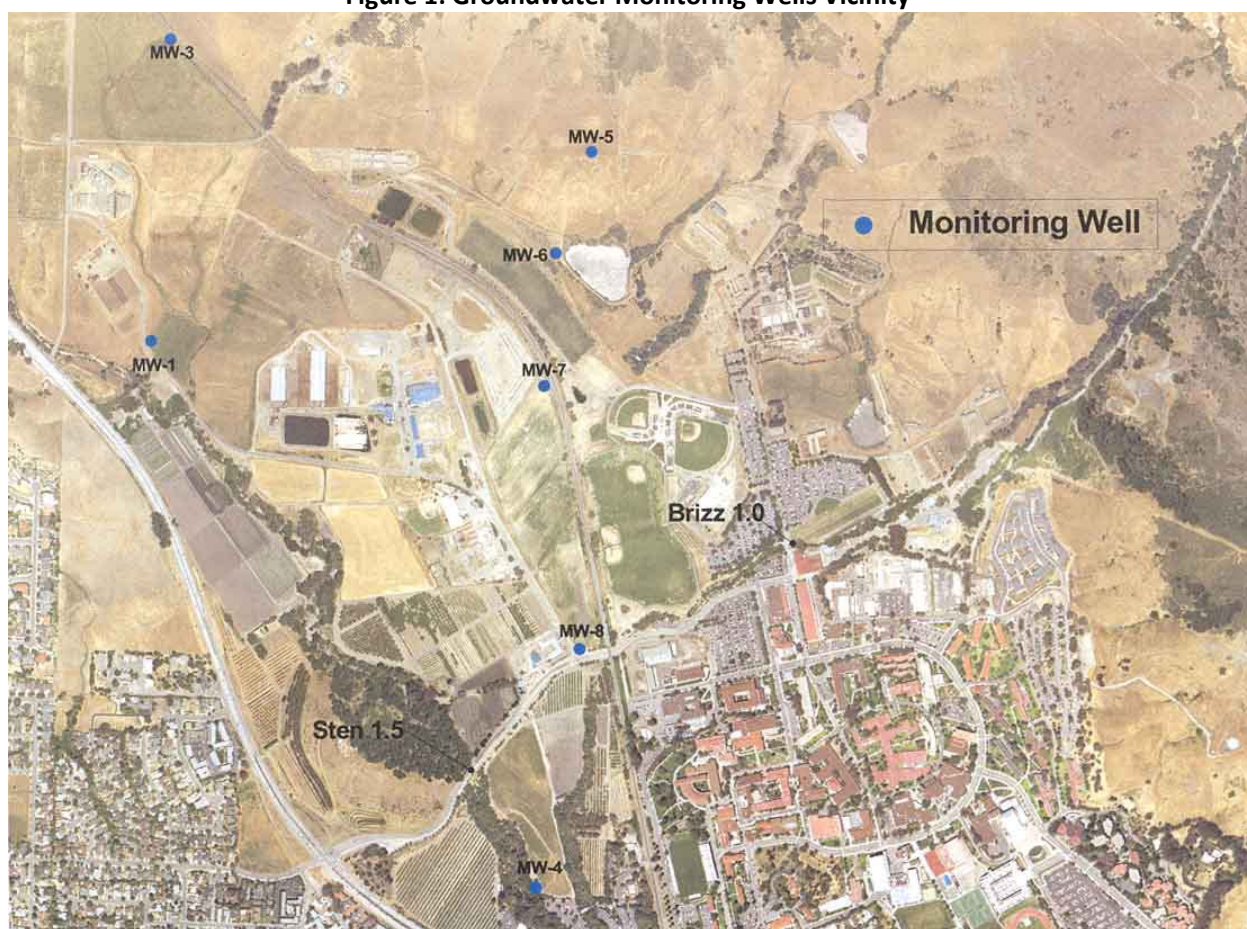 Figure 1. Groundwater Monitoring Wells Vicinity
MW-3
MW-5
Monitoring Well
MW-6
MW-1
MW-7
Brizz 1.0
MW-8
Sten 1.5
MW-4